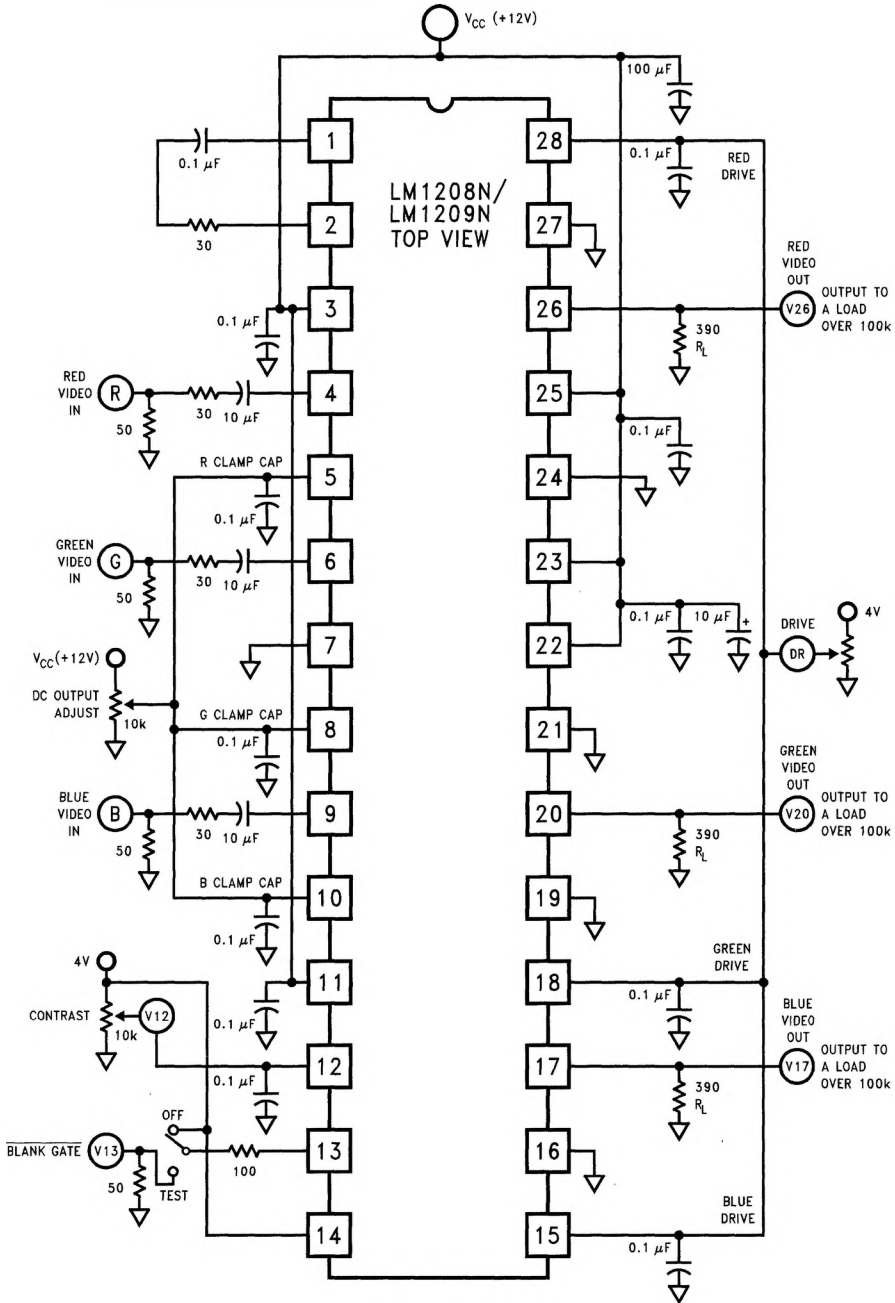 VCC (+12V)
100 µF
1
0.1 µF
2
30
3
0.1 µF
RED
VIDEO
IN
R
50
30
10 µF
4
R CLAMP CAP
5
0.1 µF
GREEN
VIDEO
IN
G
50
30
10 µF
6
7
VCC(+12V)
DC OUTPUT
ADJUST
10k
G CLAMP CAP
0.1 µF
8
BLUE
VIDEO
IN
B
50
30
10 µF
9
B CLAMP CAP
10
0.1 µF
4V
11
0.1 µF
CONTRAST
10k
V12
12
0.1 µF
OFF
BLANK GATE
V13
50
TEST
100
13
14
LM1208N/
LM1209N
TOP VIEW
28
0.1 µF
RED
DRIVE
27
RED
VIDEO
OUT
26
V26
OUTPUT TO
A LOAD
OVER 100k
390
RL
25
0.1 µF
24
23
0.1 µF
10 µF
+
22
DRIVE
DR
4V
21
GREEN
VIDEO
OUT
20
V20
OUTPUT TO
A LOAD
OVER 100k
390
RL
19
GREEN
DRIVE
18
0.1 µF
BLUE
VIDEO
OUT
17
V17
OUTPUT TO
A LOAD
OVER 100k
390
RL
16
BLUE
DRIVE
15
0.1 µF